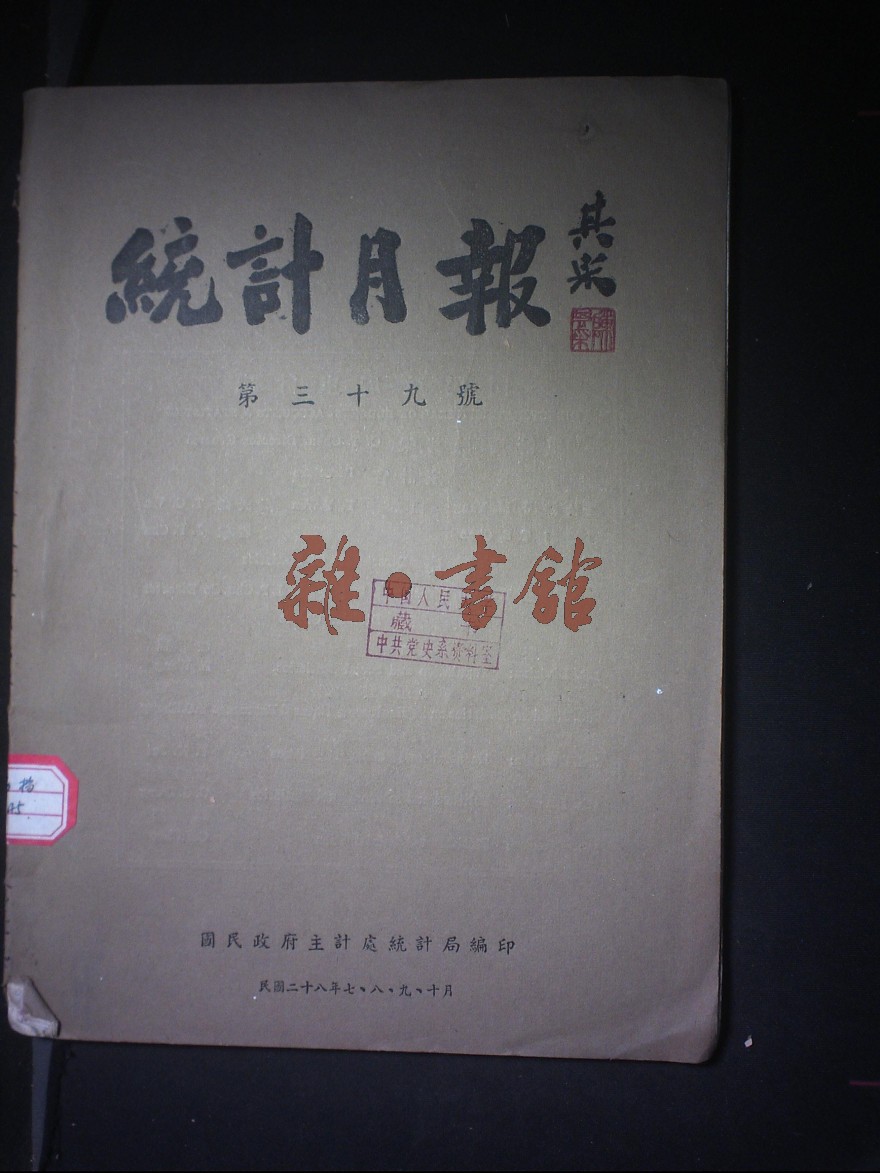 統計月報
其采
第三十九號
雜·書館
中国人民
藏
中共党史系资料室
档
國民政府主計處統計局編印
民國二十八年七、八、九、十月